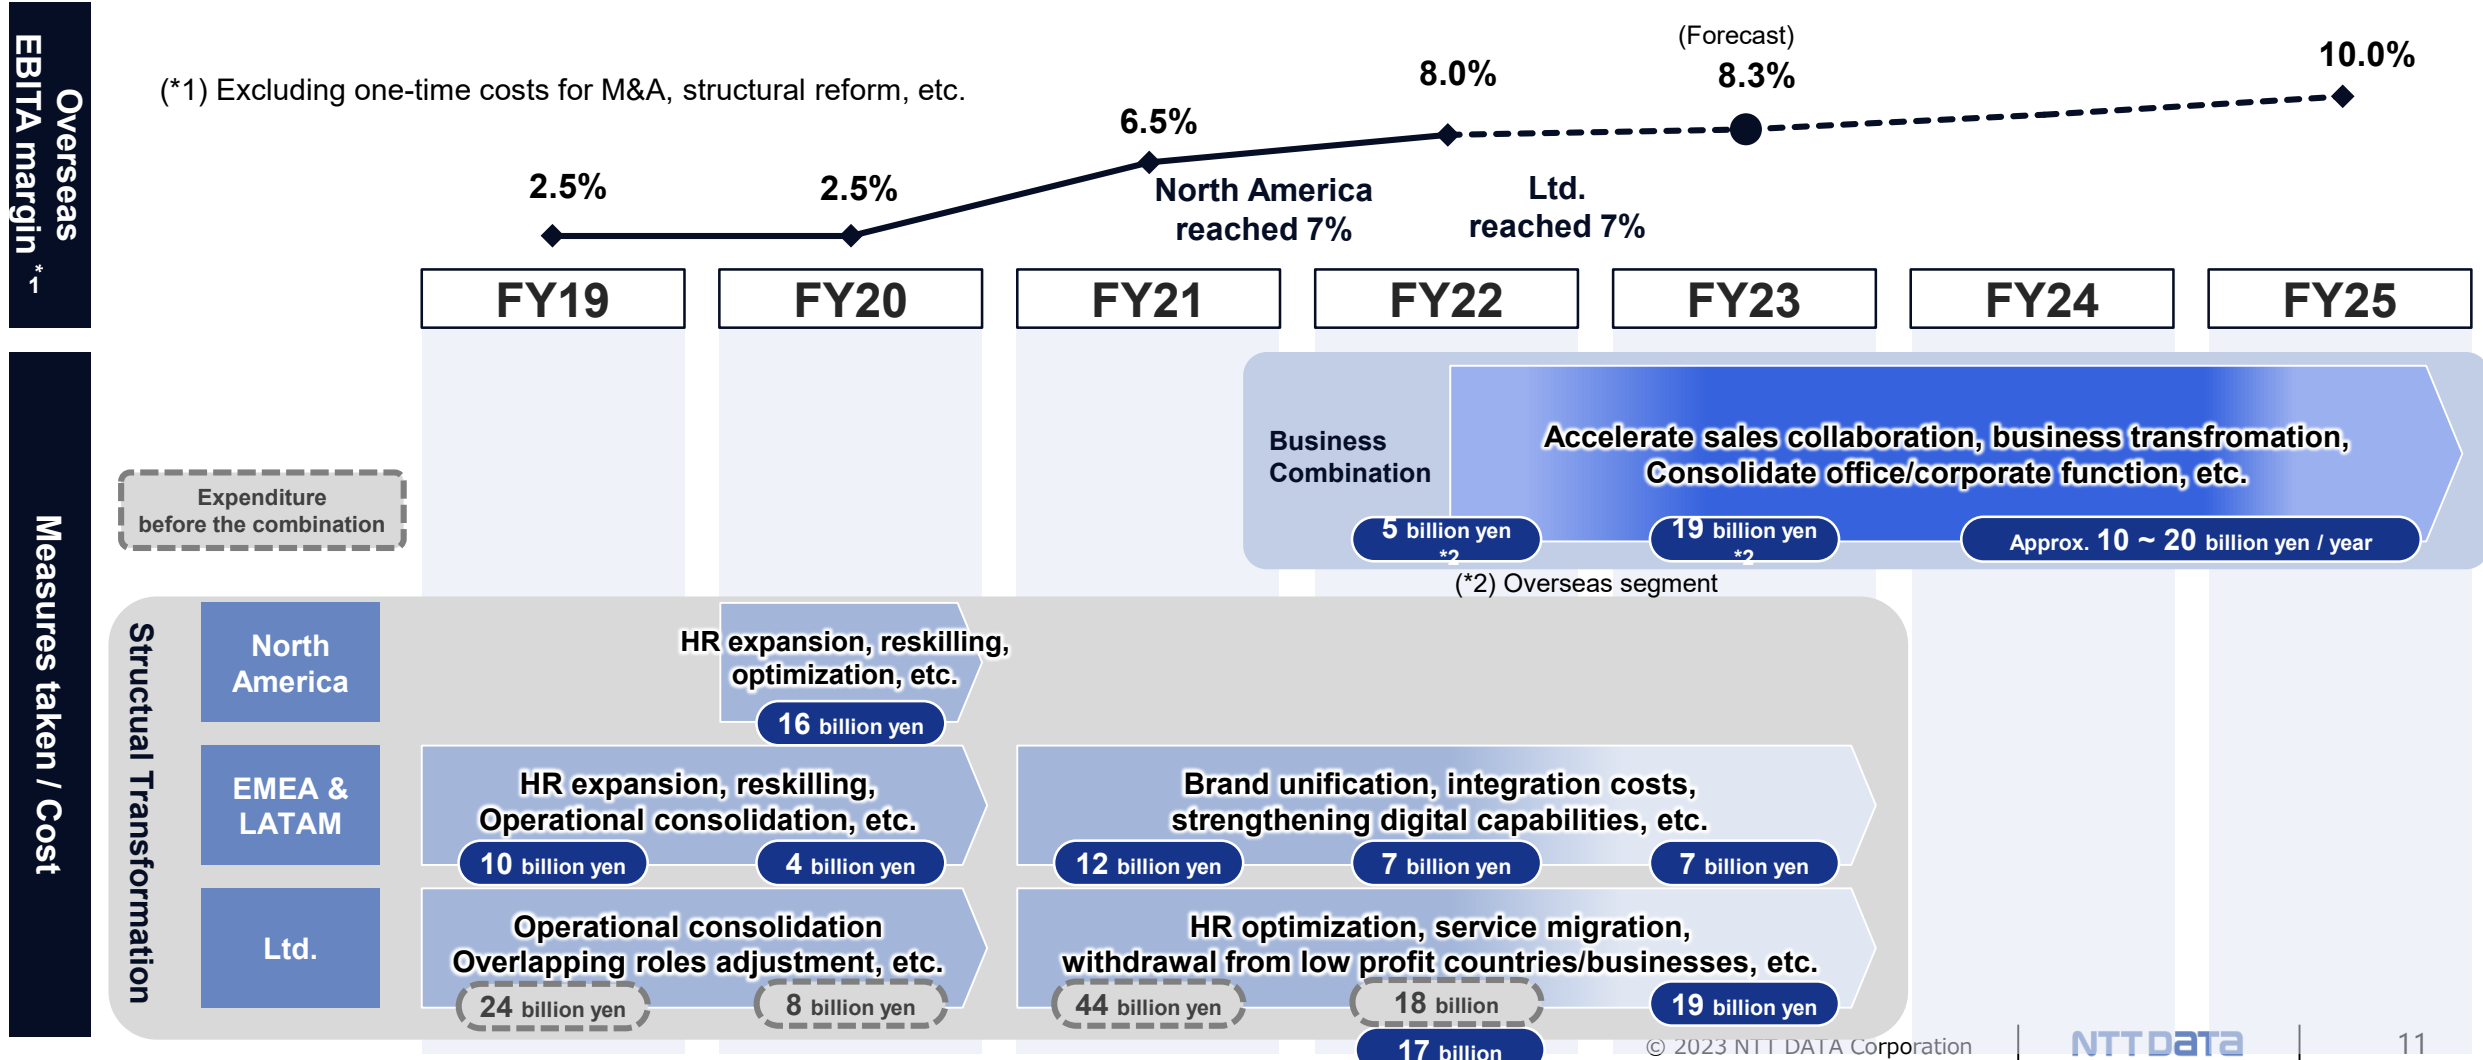 Overseas
EBITA margin *1
(*1) Excluding one-time costs for M&A, structural reform, etc.
2.5%
2.5%
6.5%
8.0%
(Forecast)
8.3%
10.0%
North America
reached 7%
Ltd.
reached 7%
FY19
FY20
FY21
FY22
FY23
FY24
FY25
Measures taken / Cost
Expenditure
before the combination
Business
Combination
Accelerate sales collaboration, business transfromation,
Consolidate office/corporate function, etc.
5 billion yen
*2
19 billion yen
*2
Approx. 10 ~ 20 billion yen / year
(*2) Overseas segment
Structual Transformation
North
America
HR expansion, reskilling,
optimization, etc.
16 billion yen
EMEA &
LATAM
HR expansion, reskilling,
Operational consolidation, etc.
10 billion yen
4 billion yen
Brand unification, integration costs,
strengthening digital capabilities, etc.
12 billion yen
7 billion yen
7 billion yen
Ltd.
Operational consolidation
Overlapping roles adjustment, etc.
24 billion yen
8 billion yen
HR optimization, service migration,
withdrawal from low profit countries/businesses, etc.
44 billion yen
18 billion
17 billion
19 billion yen
© 2023 NTT DATA Corporation
NTT DATA
11